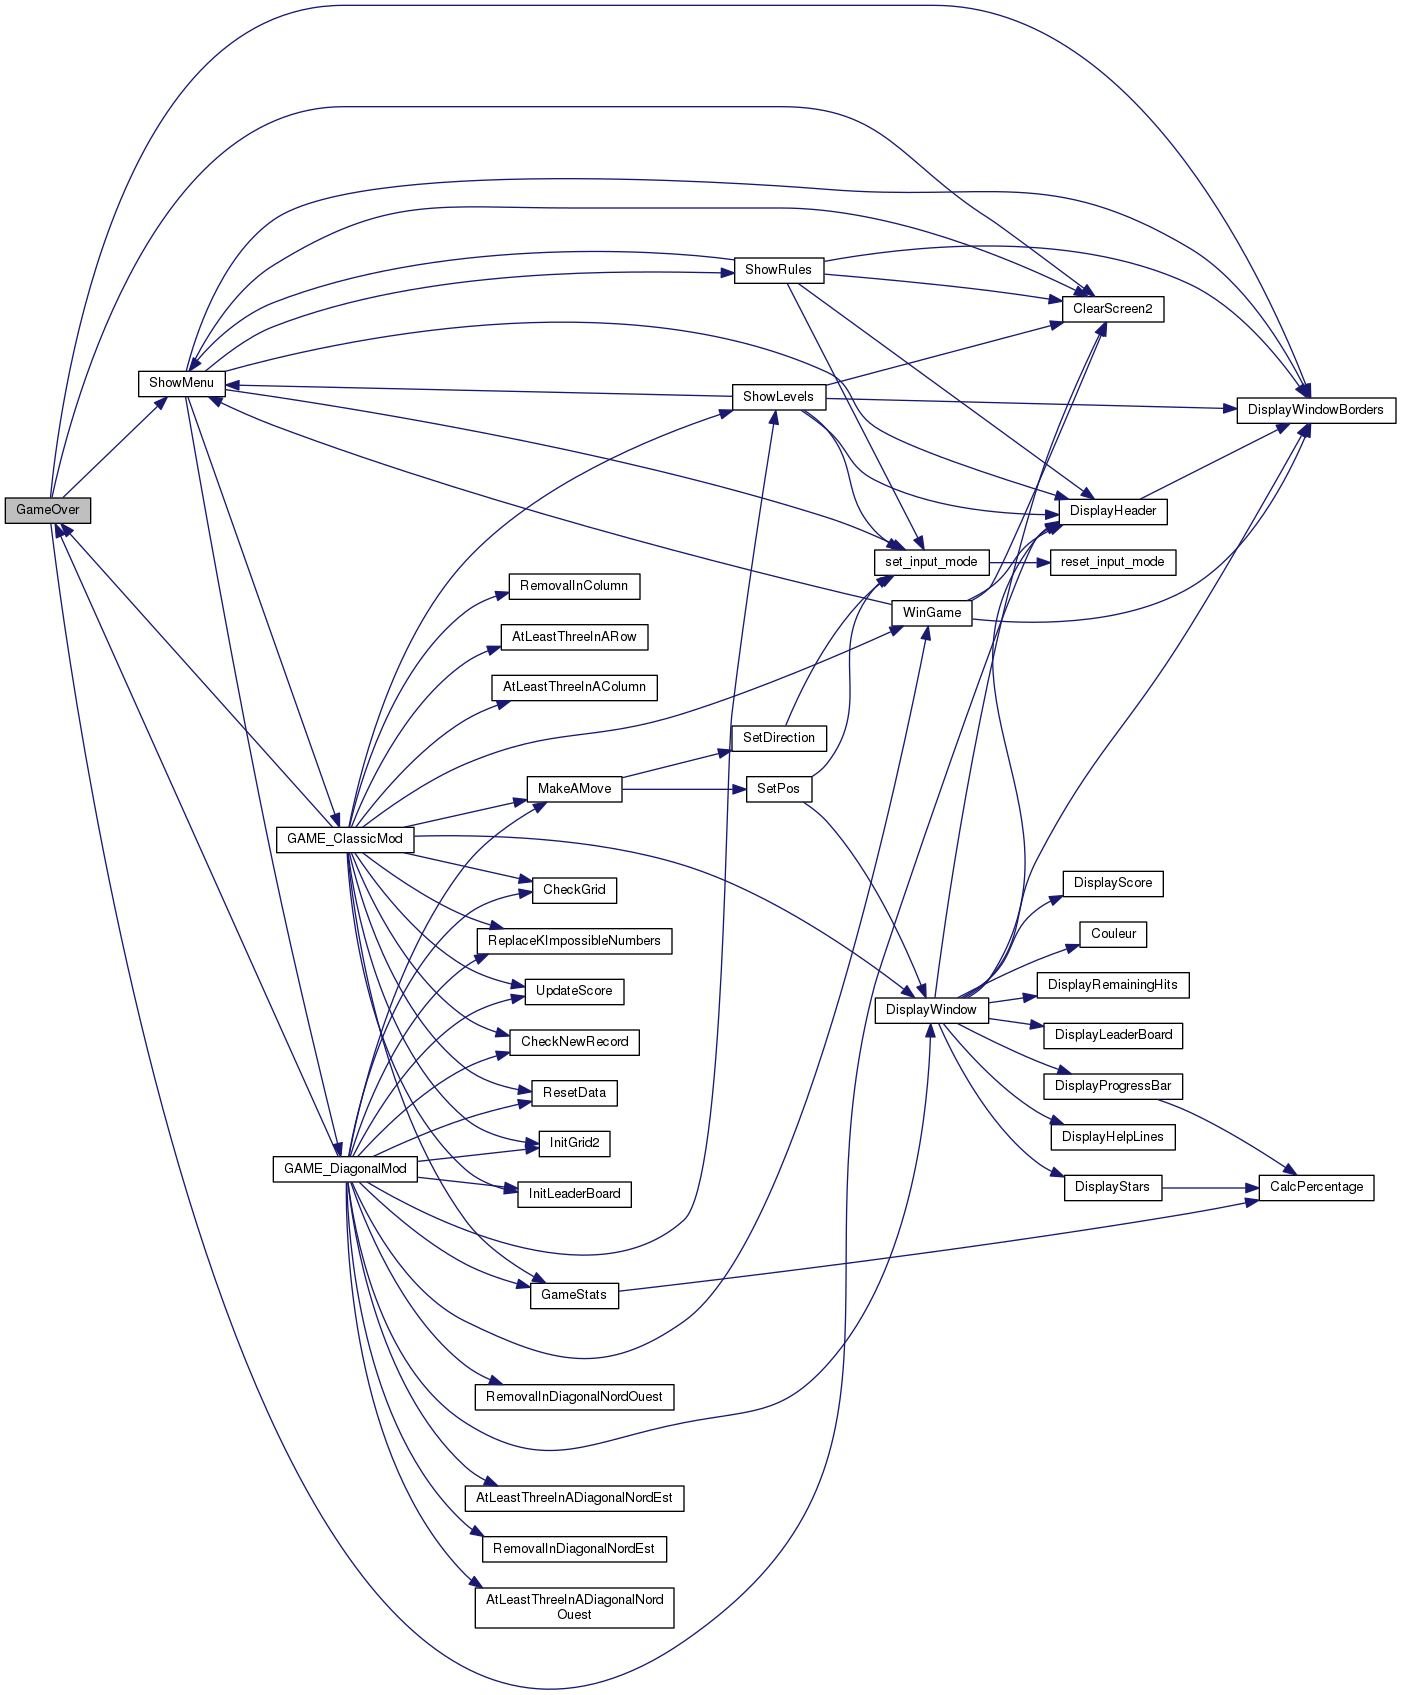 ShowRules
ClearScreen2
ShowMenu
ShowLevels
DisplayWindowBorders
GameOver
DisplayHeader
set_input_mode
reset_input_mode
RemovalInColumn
WinGame
AtLeastThreeInARow
AtLeastThreeInAColumn
SetDirection
MakeAMove
SetPos
GAME_ClassicMod
CheckGrid
DisplayScore
ReplaceKImpossibleNumbers
Couleur
UpdateScore
DisplayRemainingHits
DisplayWindow
CheckNewRecord
DisplayLeaderBoard
ResetData
DisplayProgressBar
InitGrid2
DisplayHelpLines
GAME_DiagonalMod
InitLeaderBoard
DisplayStars
CalcPercentage
GameStats
RemovalInDiagonalNordOuest
AtLeastThreeInADiagonalNordEst
RemovalInDiagonalNordEst
AtLeastThreeInADiagonalNord
Ouest